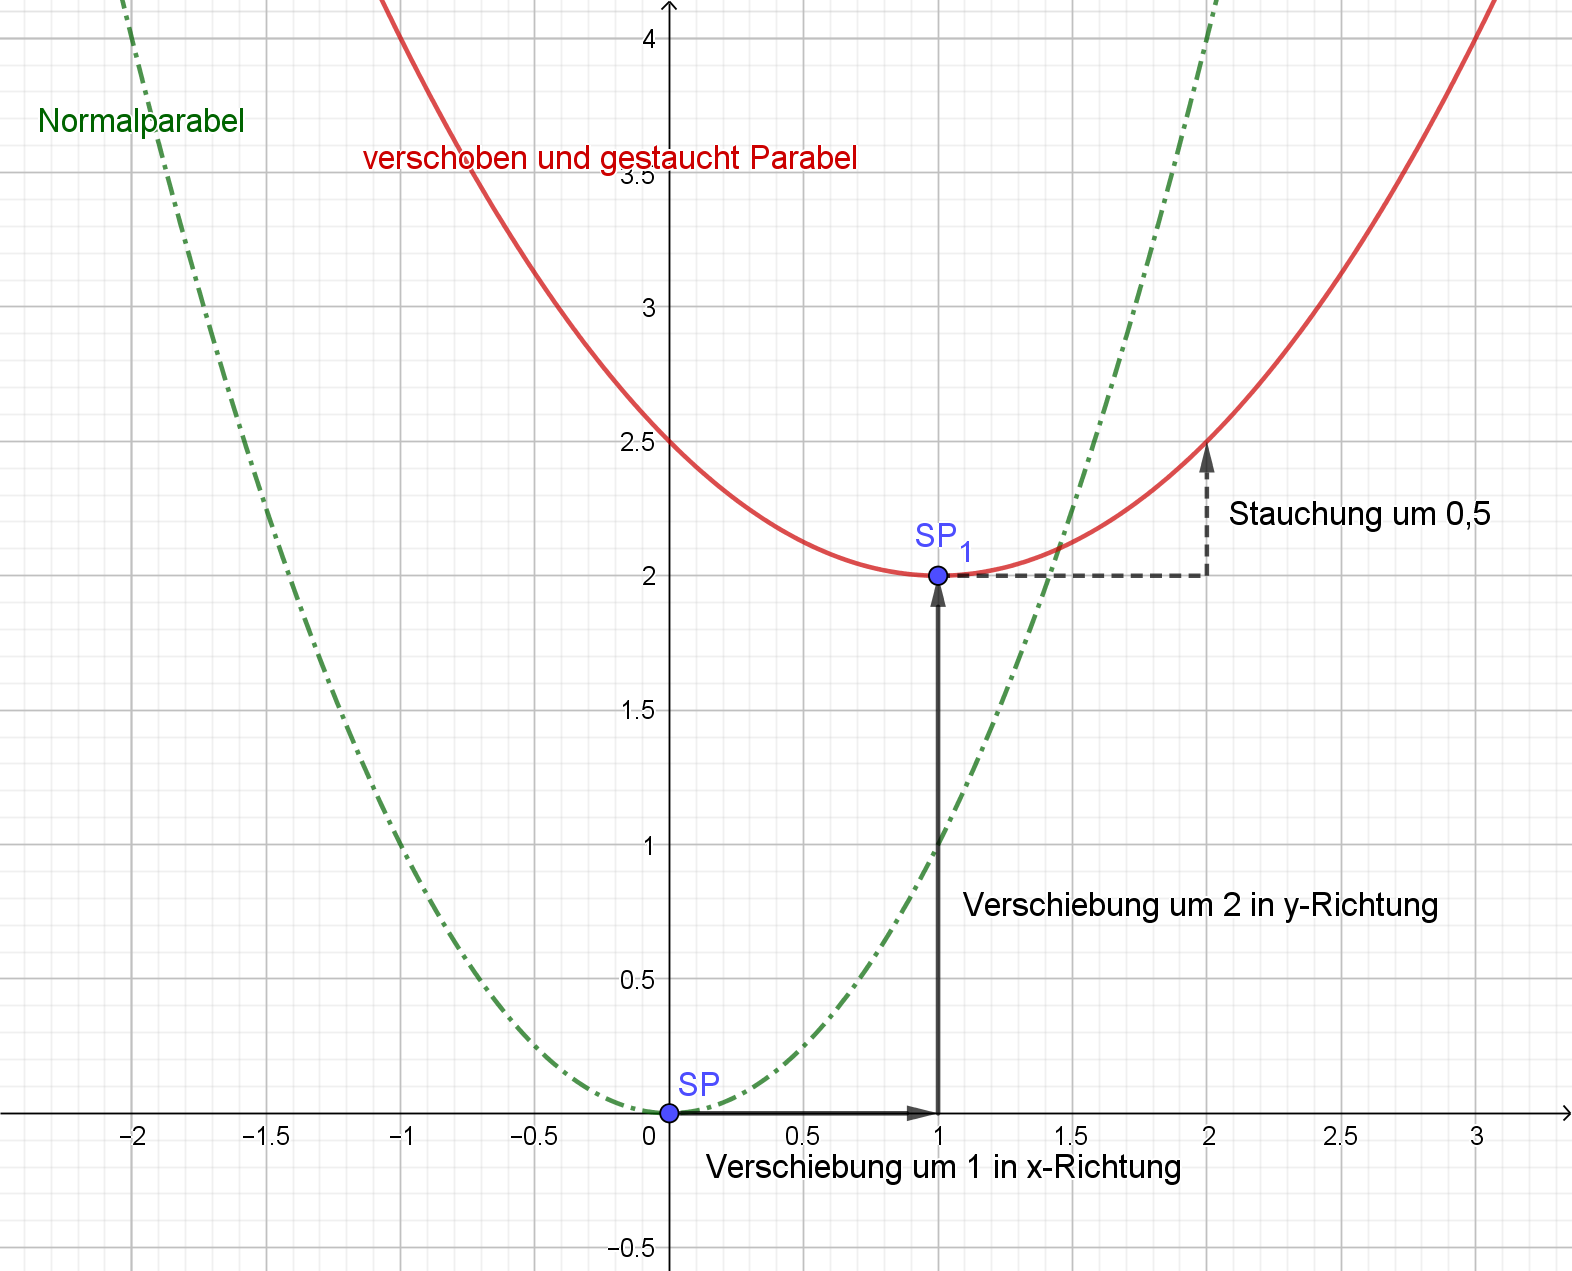 4
Normalparabel
verschoben und gestaucht Parabel
3.5
3
2.5
Stauchung um 0,5
SP1
2
1.5
1
Verschiebung um 2 in y-Richtung
0.5
SP
−2 −1.5 −1 −0.5 0 0.5 1 1.5 2 2.5 3
Verschiebung um 1 in x-Richtung
−0.5